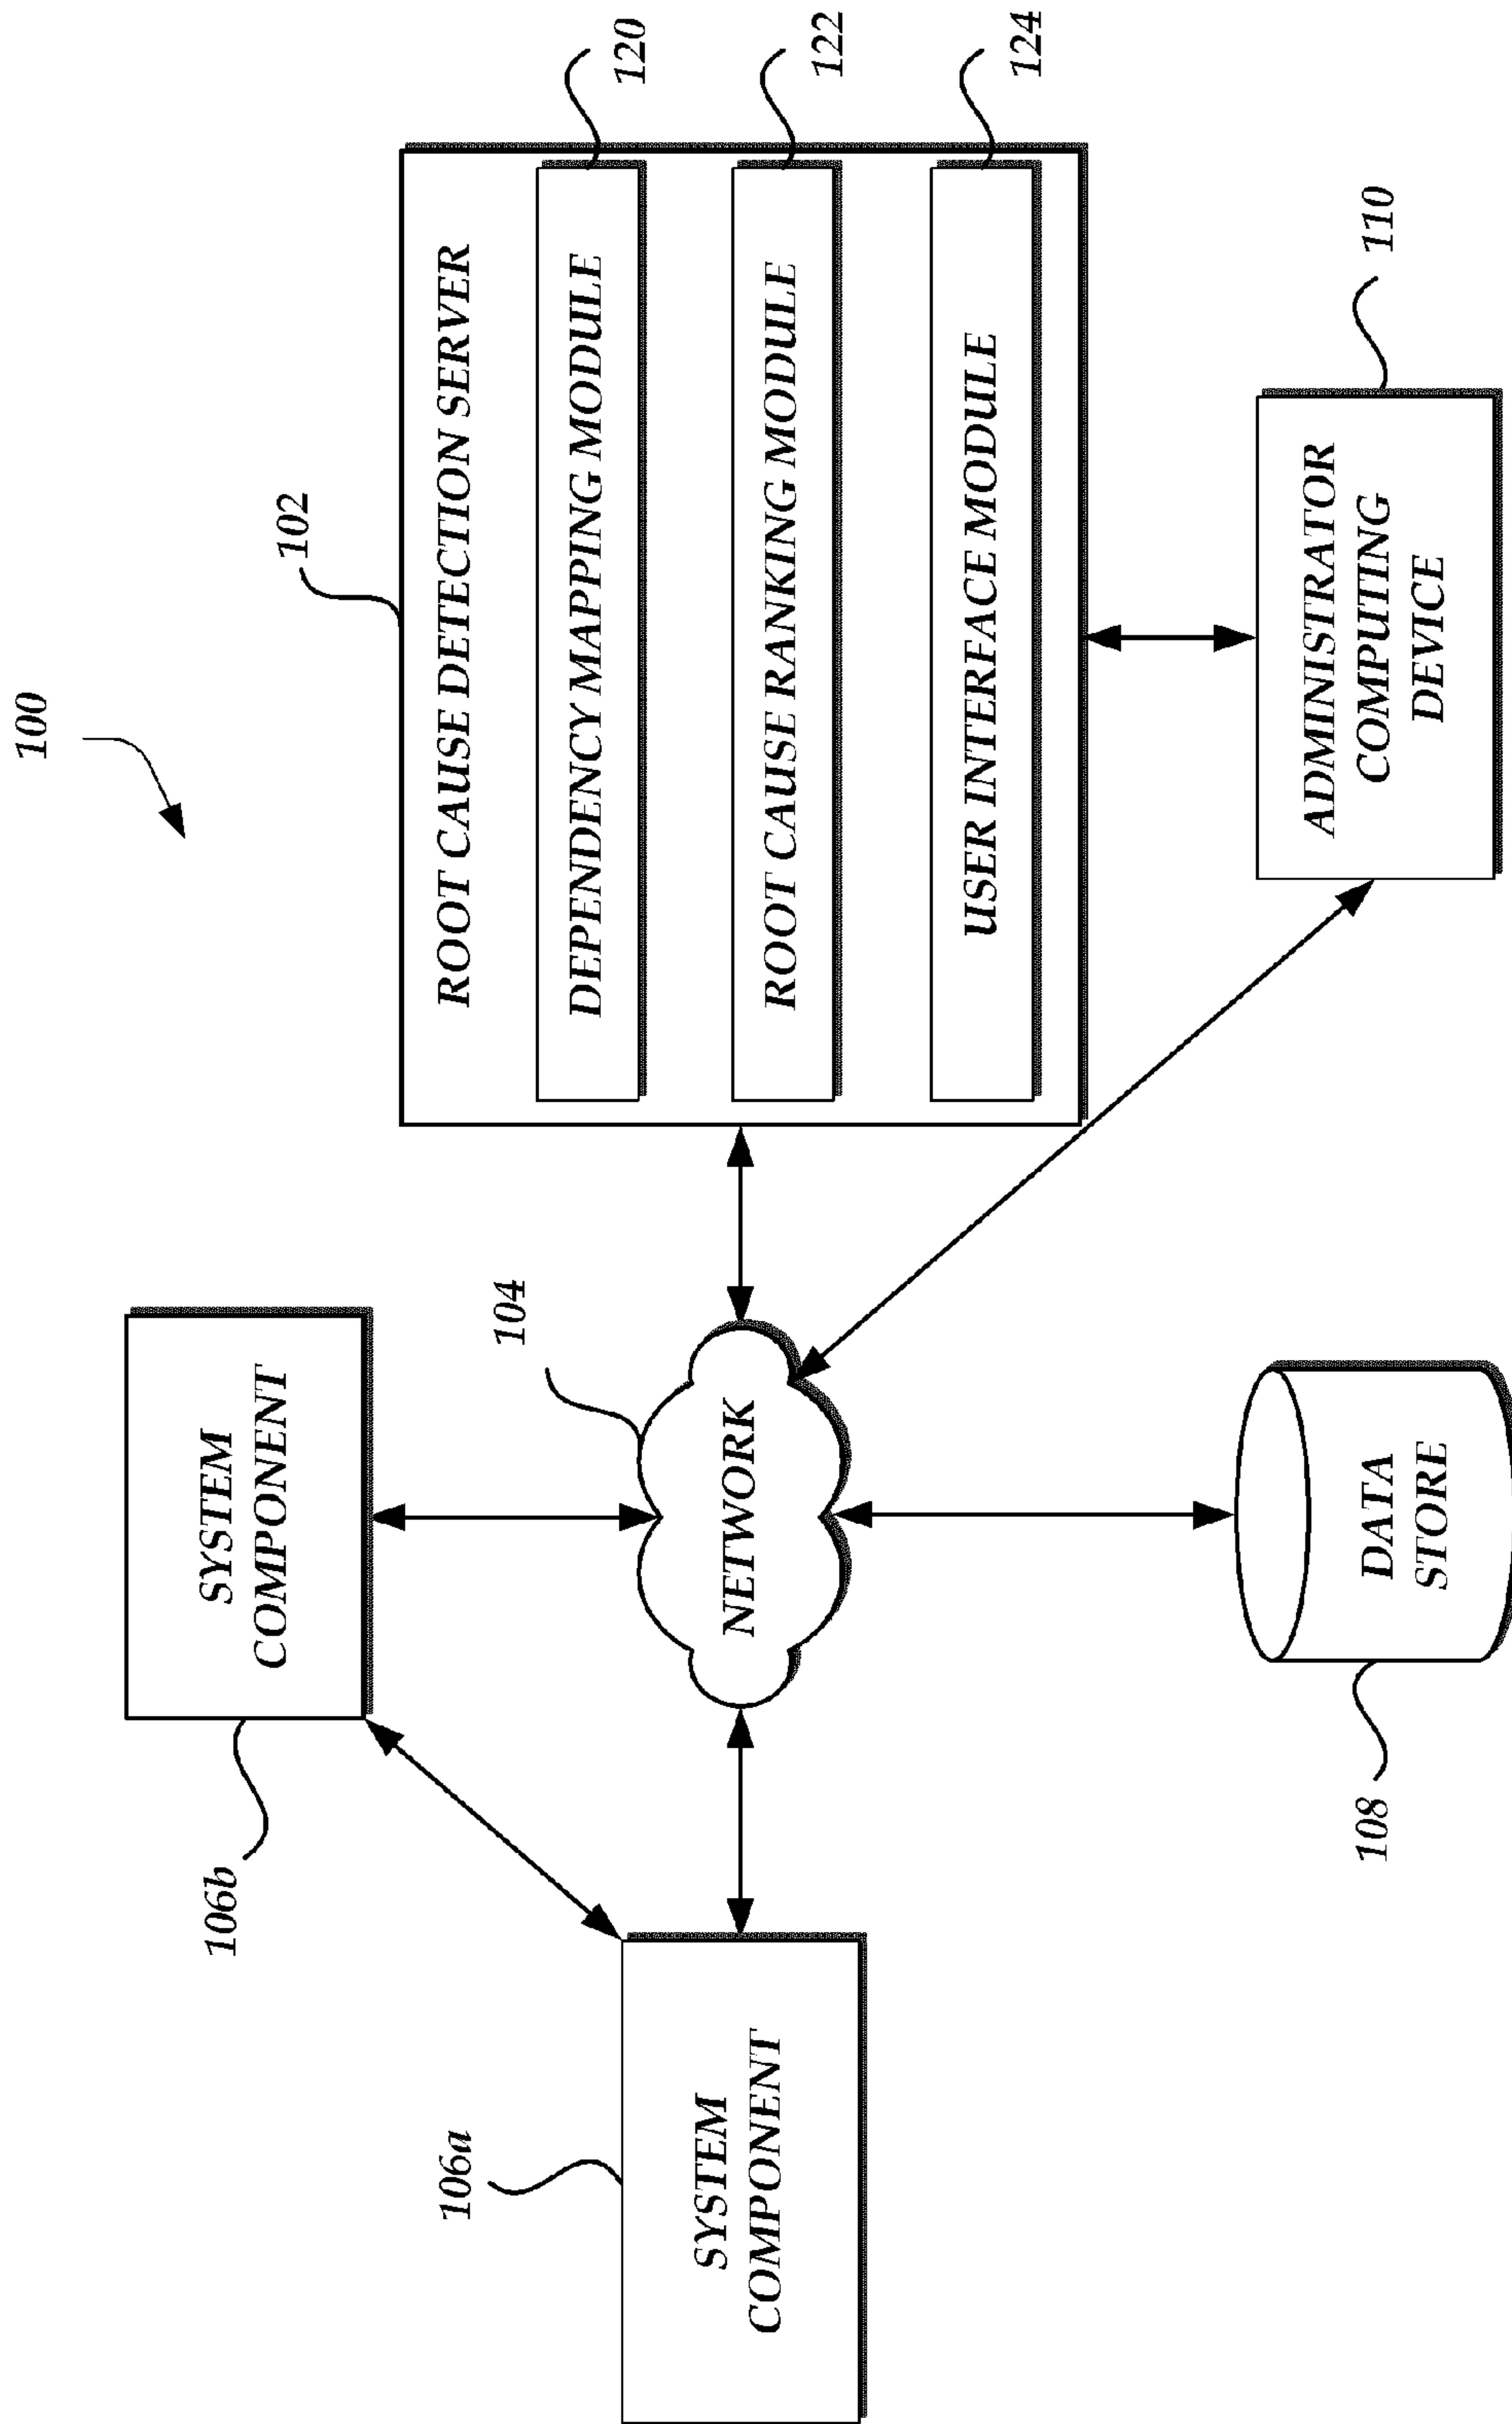 100
102
ROOT CAUSE DETECTION SERVER
DEPENDENCY MAPPING MODULE
120
ROOT CAUSE RANKING MODULE
122
USER INTERFACE MODULE
124
106b
SYSTEM
COMPONENT
104
NETWORK
106a
SYSTEM
COMPONENT
108
DATA
STORE
ADMINISTRATOR
COMPUTING
DEVICE
110